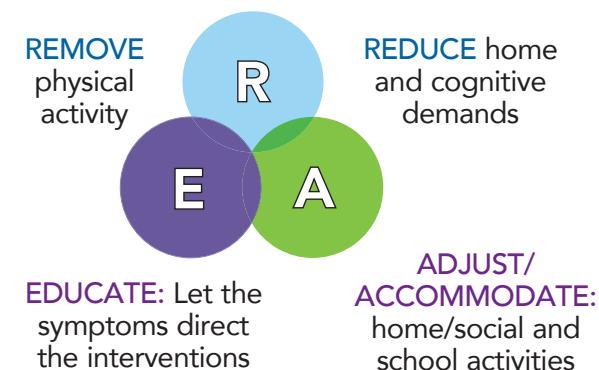 REMOVE
physical
activity
REDUCE home
and cognitive
demands
R
E
A
EDUCATE: Let the
symptoms direct
the interventions
ADJUST/
ACCOMMODATE:
home/social and
school activities